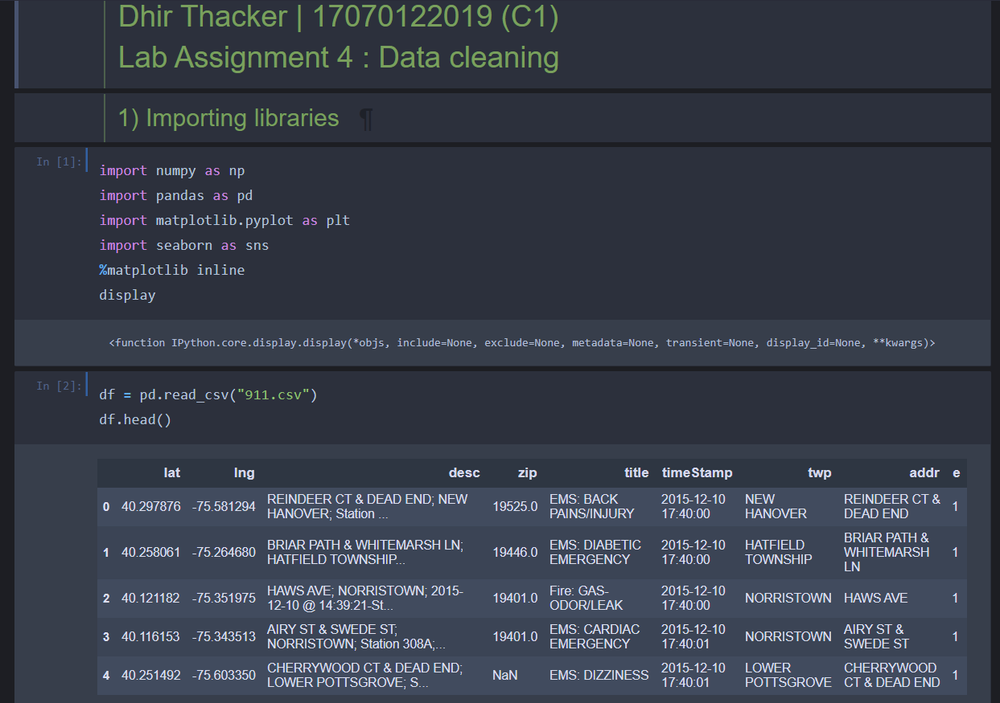 Dhir Thacker | 17070122019 (C1)
Lab Assignment 4 : Data cleaning
1) Importing libraries ¶
In [1]:
import numpy as np
import pandas as pd
import matplotlib.pyplot as plt
import seaborn as sns
%matplotlib inline
display
<function IPython.core.display.display(*objs, include=None, exclude=None, metadata=None, transient=None, display_id=None, **kwargs)>
In [2]:
df = pd.read_csv("911.csv")
df.head()
lat lng desc zip title timeStamp twp addr e
0 40.297876 -75.581294 REINDEER CT & DEAD END; NEW HANOVER; Station ... 19525.0 EMS: BACK PAINS/INJURY 2015-12-10 17:40:00 NEW HANOVER REINDEER CT & DEAD END 1
1 40.258061 -75.264680 BRIAR PATH & WHITEMARSH LN; HATFIELD TOWNSHIP... 19446.0 EMS: DIABETIC EMERGENCY 2015-12-10 17:40:00 HATFIELD TOWNSHIP BRIAR PATH & WHITEMARSH LN 1
2 40.121182 -75.351975 HAWS AVE; NORRISTOWN; 2015-12-10 @ 14:39:21-St... 19401.0 Fire: GAS-ODOR/LEAK 2015-12-10 17:40:00 NORRISTOWN HAWS AVE 1
3 40.116153 -75.343513 AIRY ST & SWEDE ST; NORRISTOWN; Station 308A;... 19401.0 EMS: CARDIAC EMERGENCY 2015-12-10 17:40:01 NORRISTOWN AIRY ST & SWEDE ST 1
4 40.251492 -75.603350 CHERRYWOOD CT & DEAD END; LOWER POTTSGROVE; S... NaN EMS: DIZZINESS 2015-12-10 17:40:01 LOWER POTTSGROVE CHERRYWOOD CT & DEAD END 1